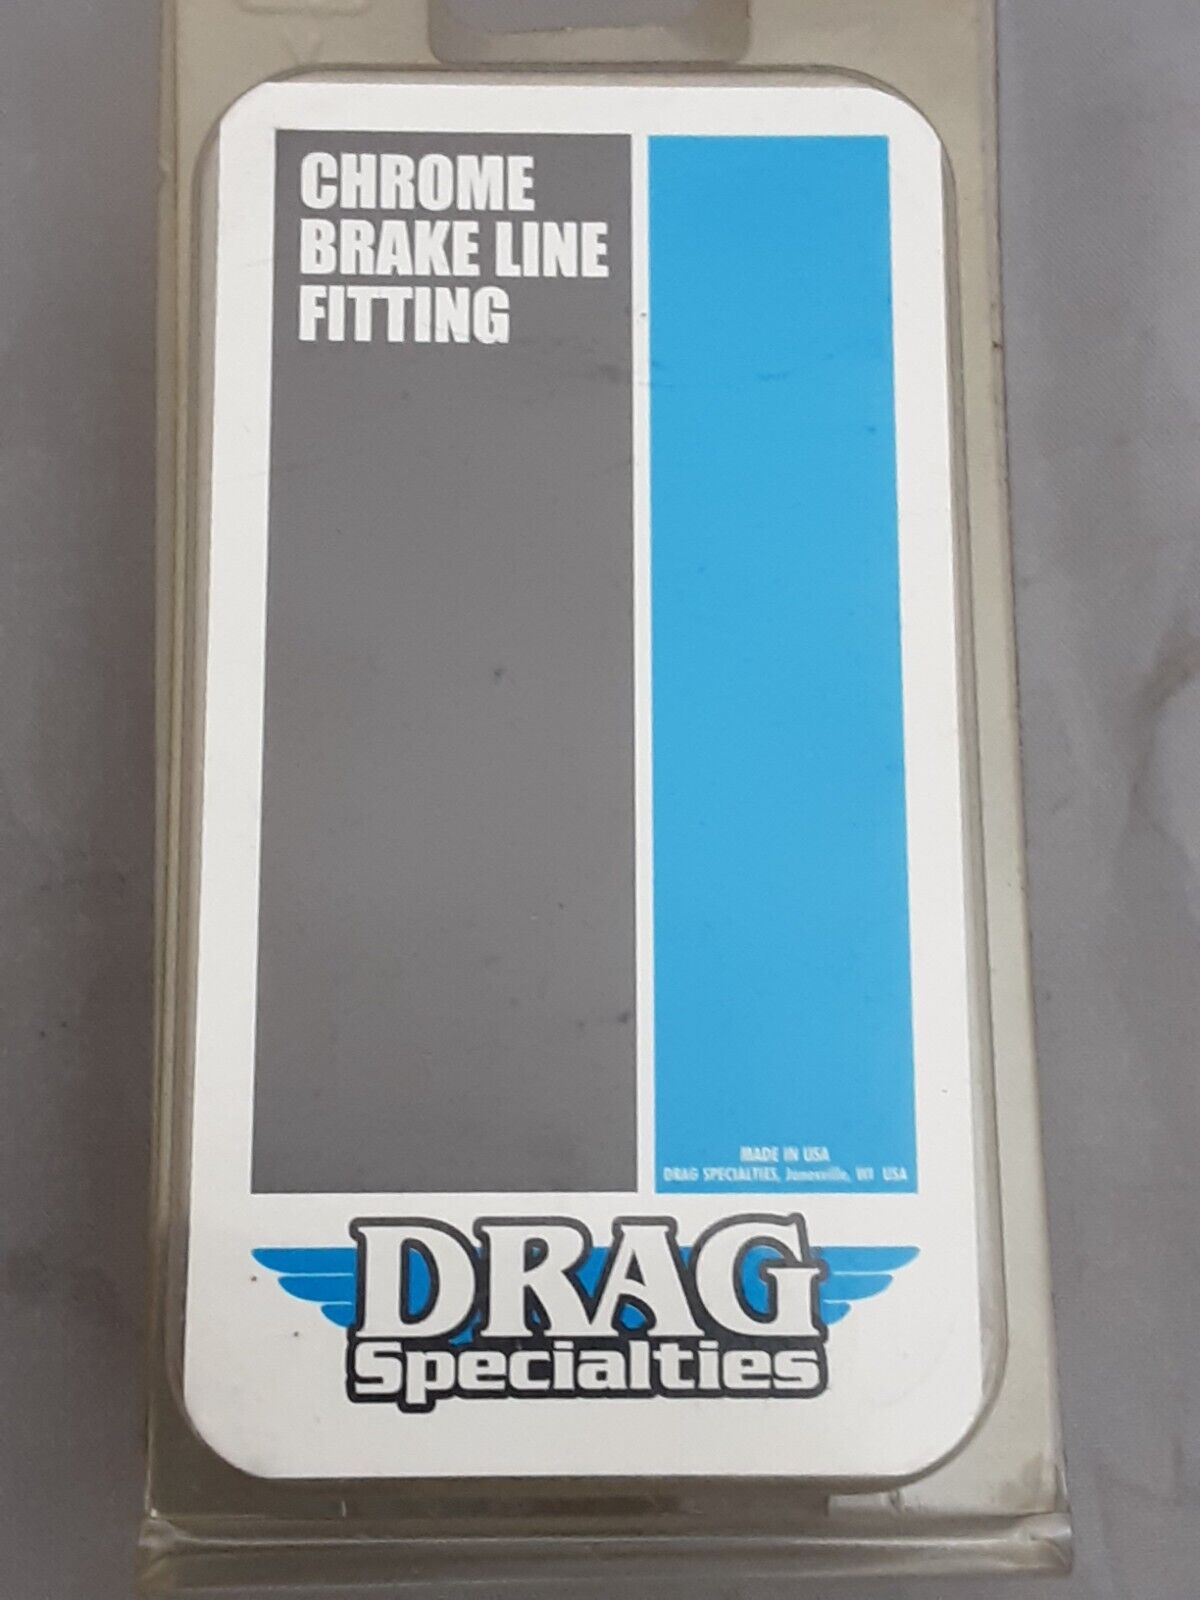 CHROME
BRAKE LINE
FITTING
MADE IN USA
DRAG SPECIALTIES, Janesville, WI USA
DRAG
Specialties